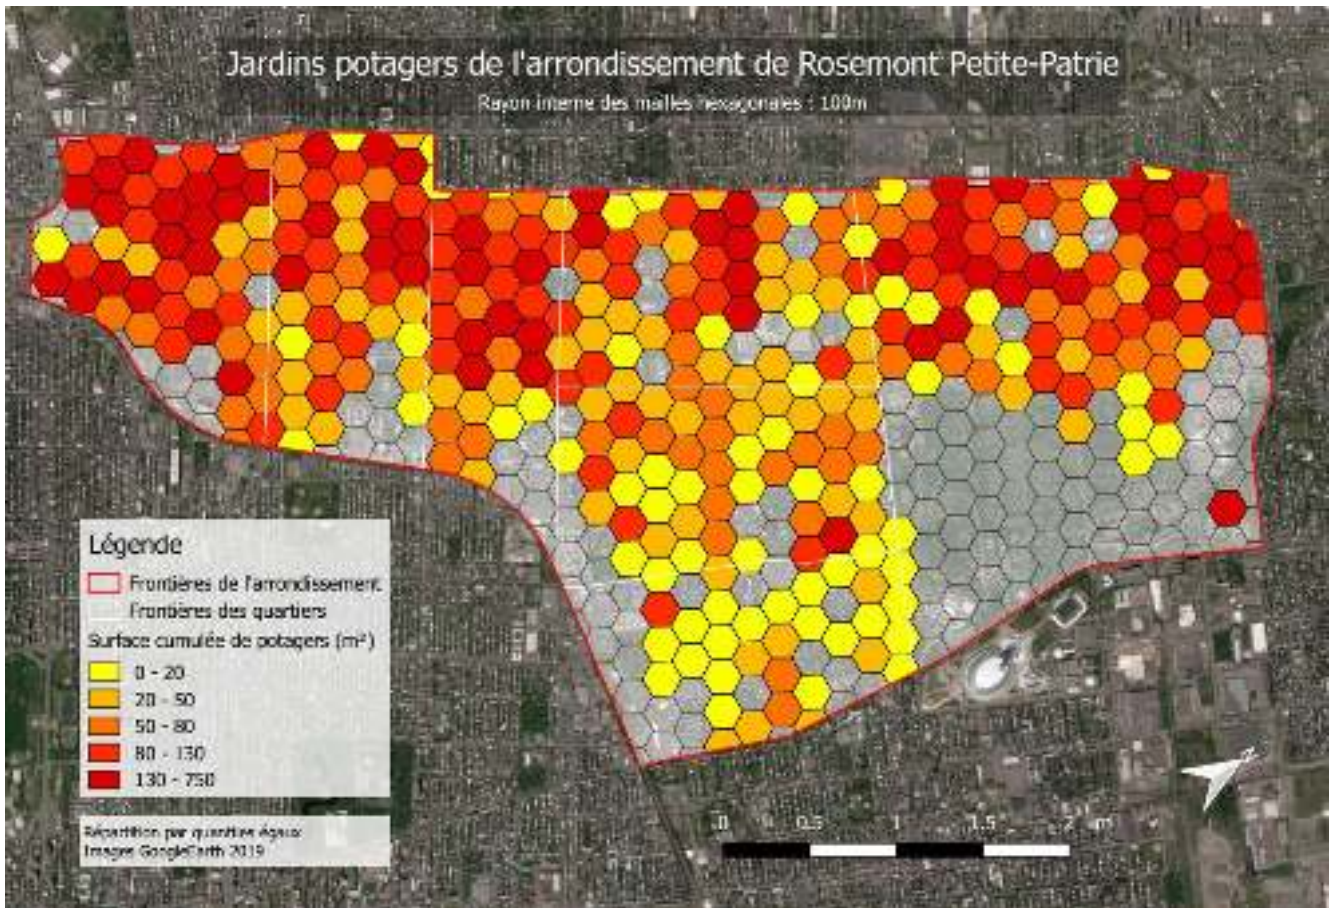 Jardins potagers de l'arrondissement de Rosemont Petite-Patrie
Rayon interne des mailles hexagonales : 100m
Légende
Frontières de l'arrondissement
Frontières des quartiers
Surface cumulée de potagers (m²)
0 - 20
20 - 50
50 - 80
80 - 130
130 - 750
Répartition par quantiles égaux
Images GoogleEarth 2019
0 0.5 1 1.5 2 m